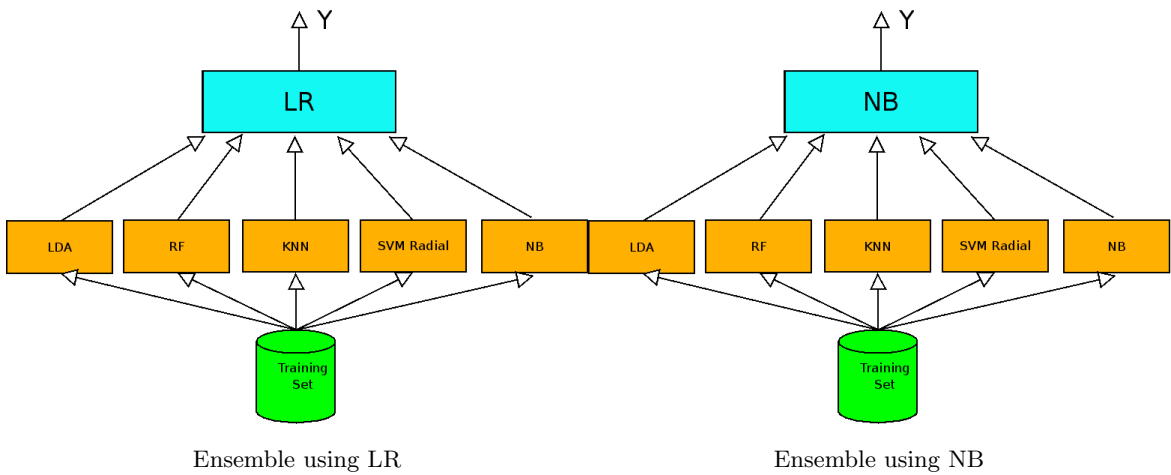 Y
LR
LDA
RF
KNN
SVM Radial
NB
Training
Set
Ensemble using LR
Y
NB
LDA
RF
KNN
SVM Radial
NB
Training
Set
Ensemble using NB